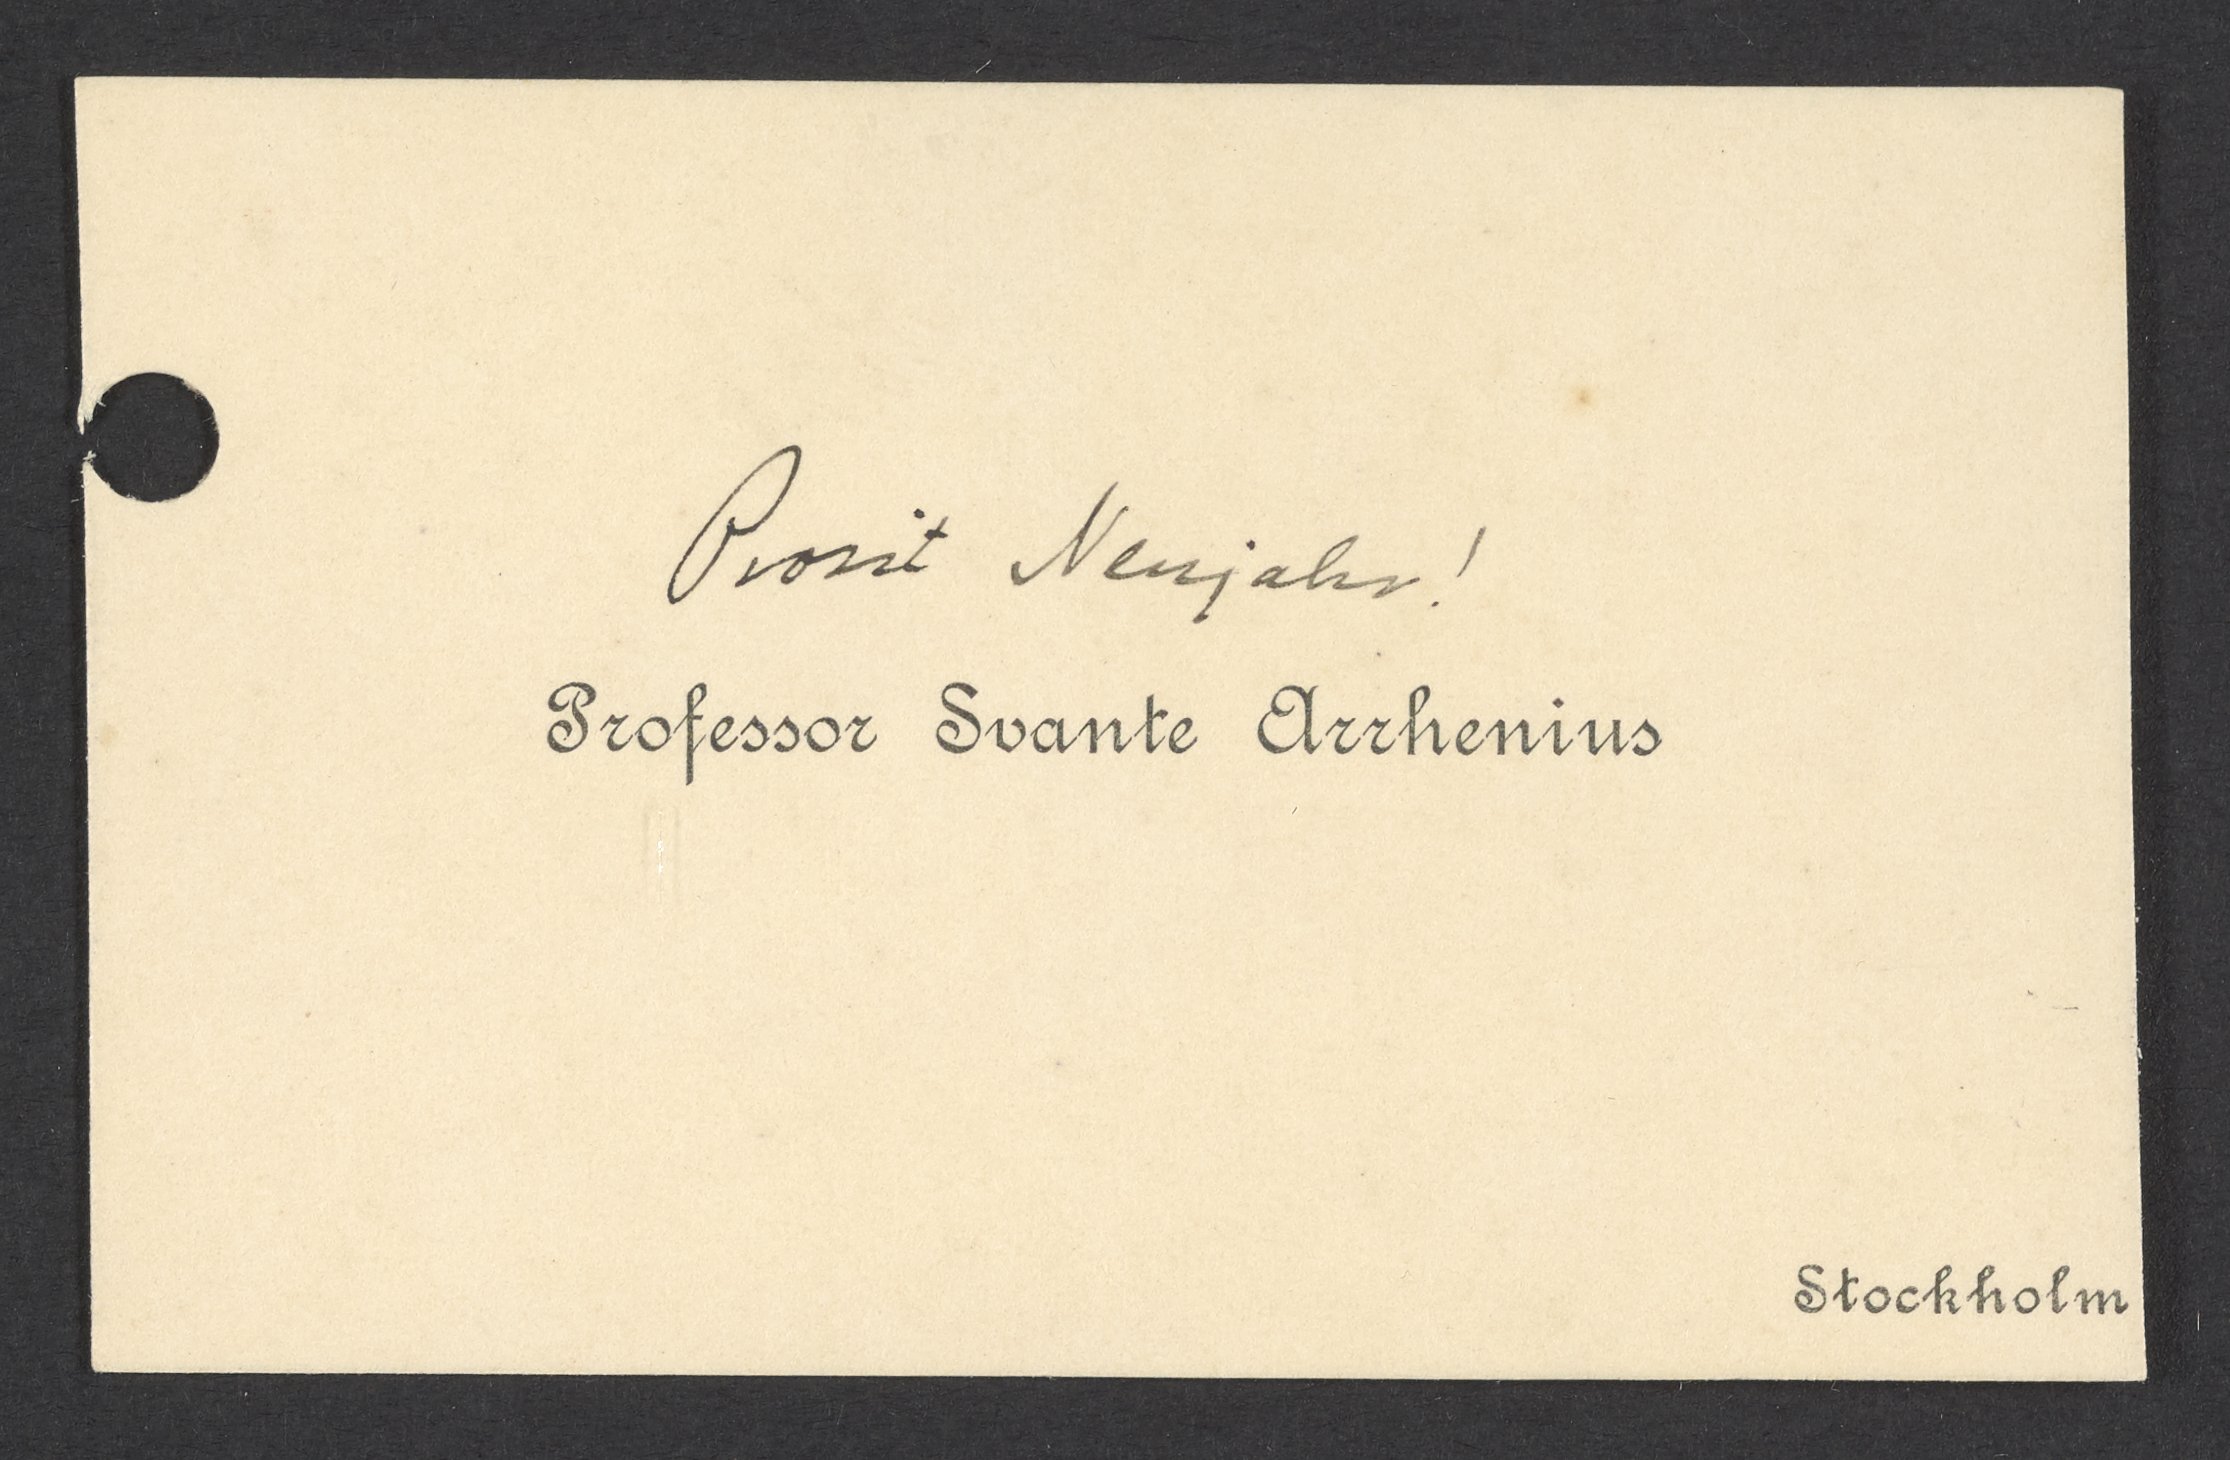 Prosit Neujahr!
Professor Svante Arrhenius
Stockholm